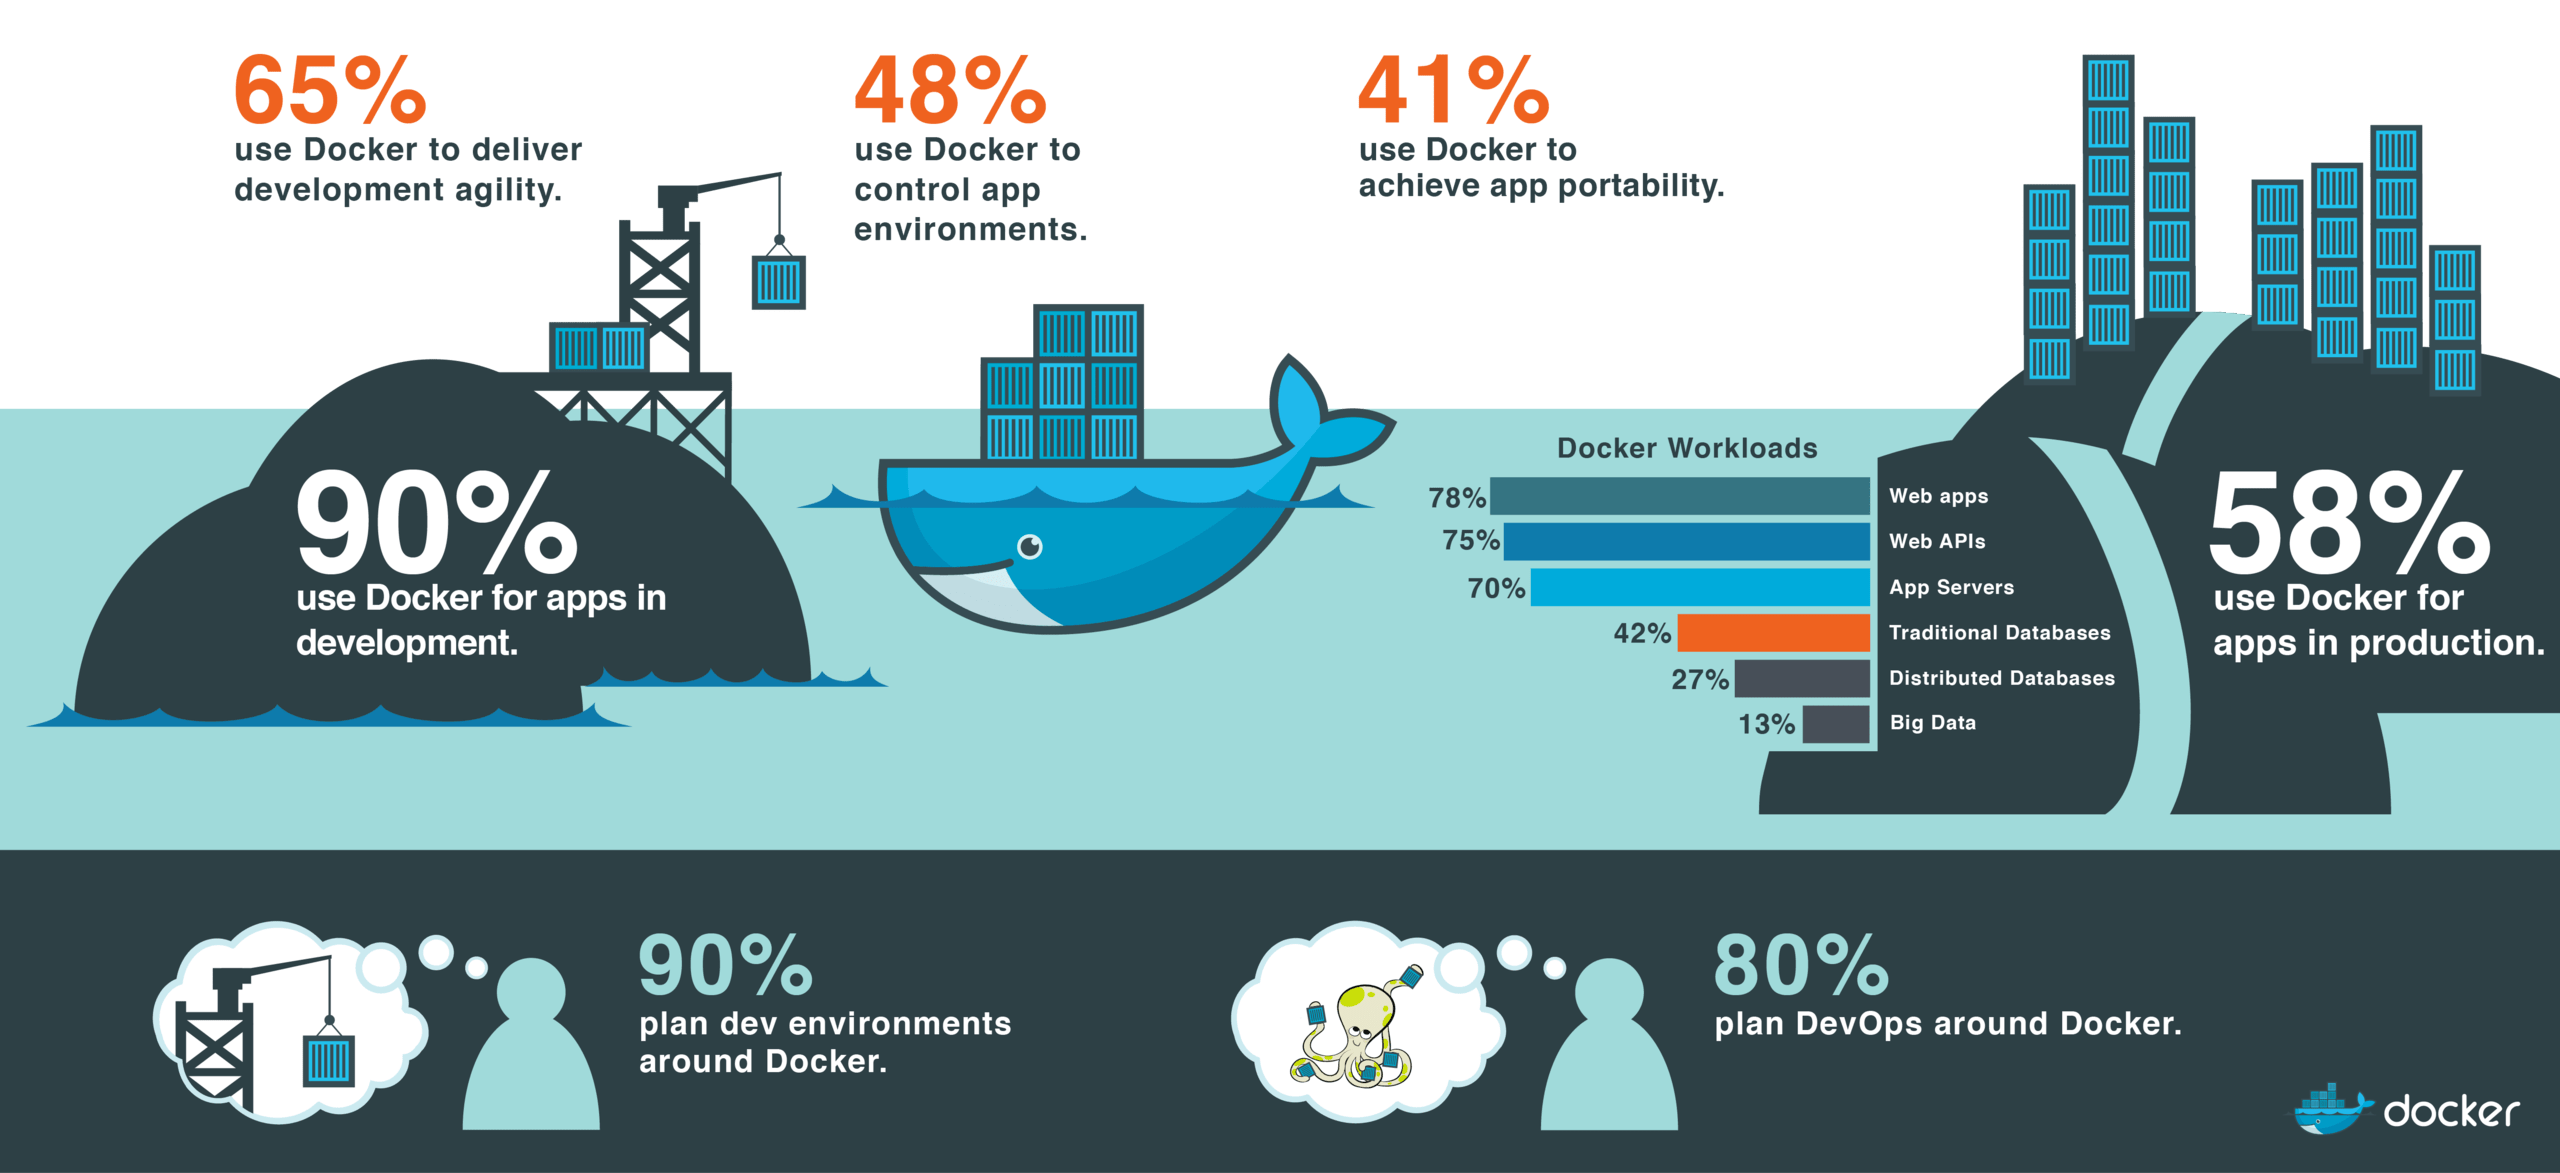 65%
use Docker to deliver
development agility.
48%
use Docker to
control app
environments.
41%
use Docker to
achieve app portability.
90%
use Docker for apps in
development.
Docker Workloads
78% Web apps
75% Web APIs
70% App Servers
42% Traditional Databases
27% Distributed Databases
13% Big Data
58%
use Docker for
apps in production.
90%
plan dev environments
around Docker.
80%
plan DevOps around Docker.
docker